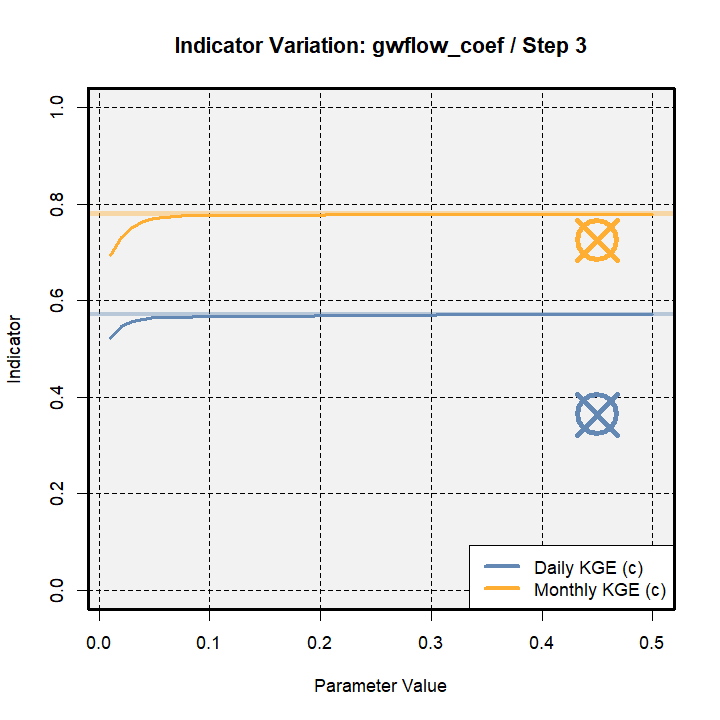 Indicator Variation: gwflow_coef / Step 3
Indicator
1.0
0.8
0.6
0.4
0.2
0.0
Daily KGE (c)
Monthly KGE (c)
0.0 0.1 0.2 0.3 0.4 0.5
Parameter Value